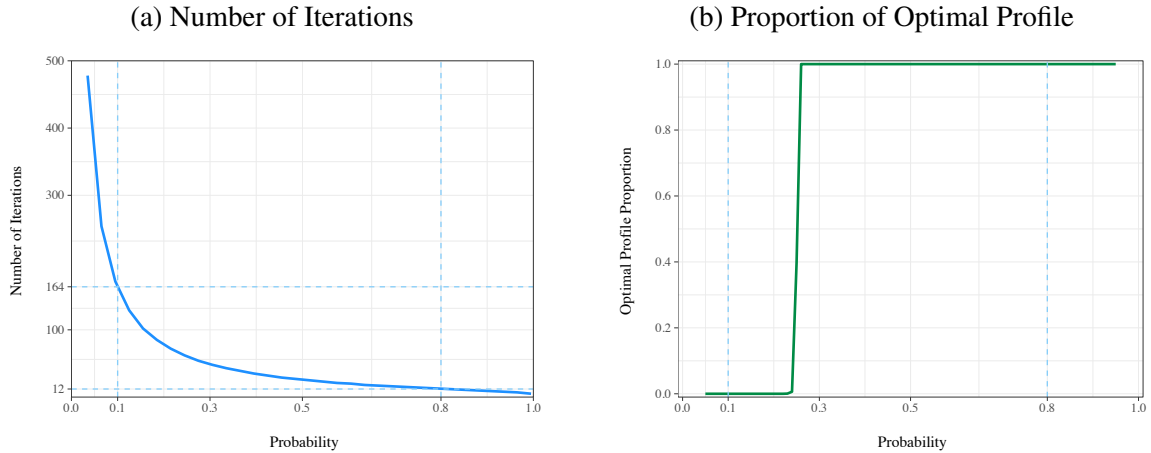 (a) Number of Iterations
500
400
300
164
100
12
Number of Iterations
0.0 0.1 0.3 0.5 0.8 1.0
Probability
(b) Proportion of Optimal Profile
1.0
0.8
0.6
0.4
0.2
0.0
Optimal Profile Proportion
0.0 0.1 0.3 0.5 0.8 1.0
Probability